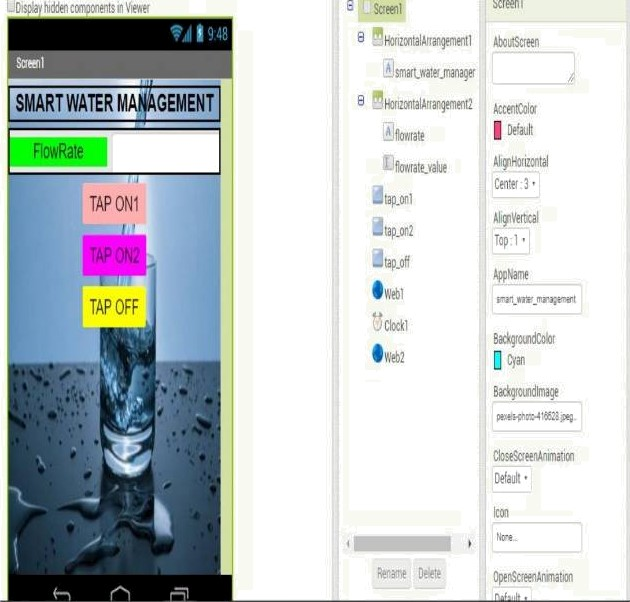 Display hidden components in Viewer
9:48
Screen1
SMART WATER MANAGEMENT
FlowRate
TAP ON1
TAP ON2
TAP OFF
Screen1
HorizontalArrangement1
smart_water_manager
HorizontalArrangement2
flowrate
flowrate_value
tap_on1
tap_on2
tap_off
Web1
Clock1
Web2
Rename Delete
Screen1
AboutScreen
AccentColor
Default
AlignHorizontal
Center : 3
AlignVertical
Top : 1
AppName
smart_water_management
BackgroundColor
Cyan
BackgroundImage
pexels-photo-416528.jpeg...
CloseScreenAnimation
Default
Icon
None...
OpenScreenAnimation
Default